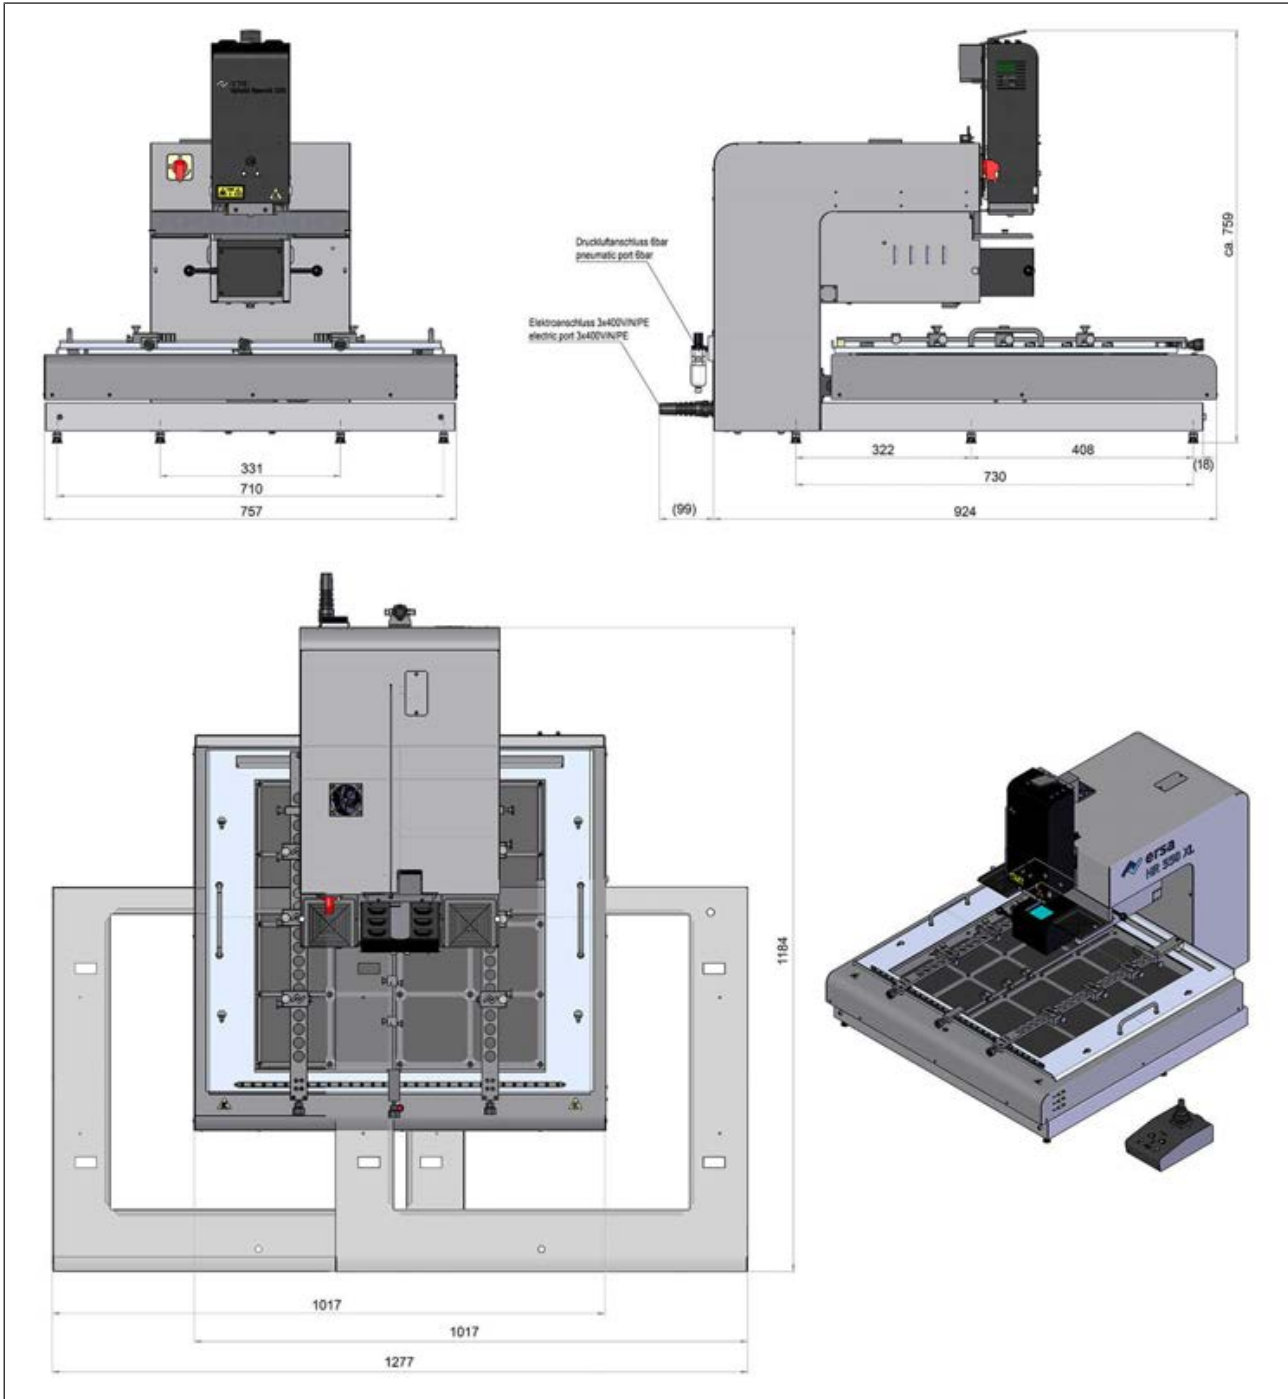 ca. 759
Druckluftanschluss 6bar
pneumatic port 6bar
Elektroanschluss 3x400V/N/PE
electric port 3x400V/N/PE
331
710
757
322
408
(18)
730
(99)
924
1184
ersa
HR 550 XL
1017
1017
1277